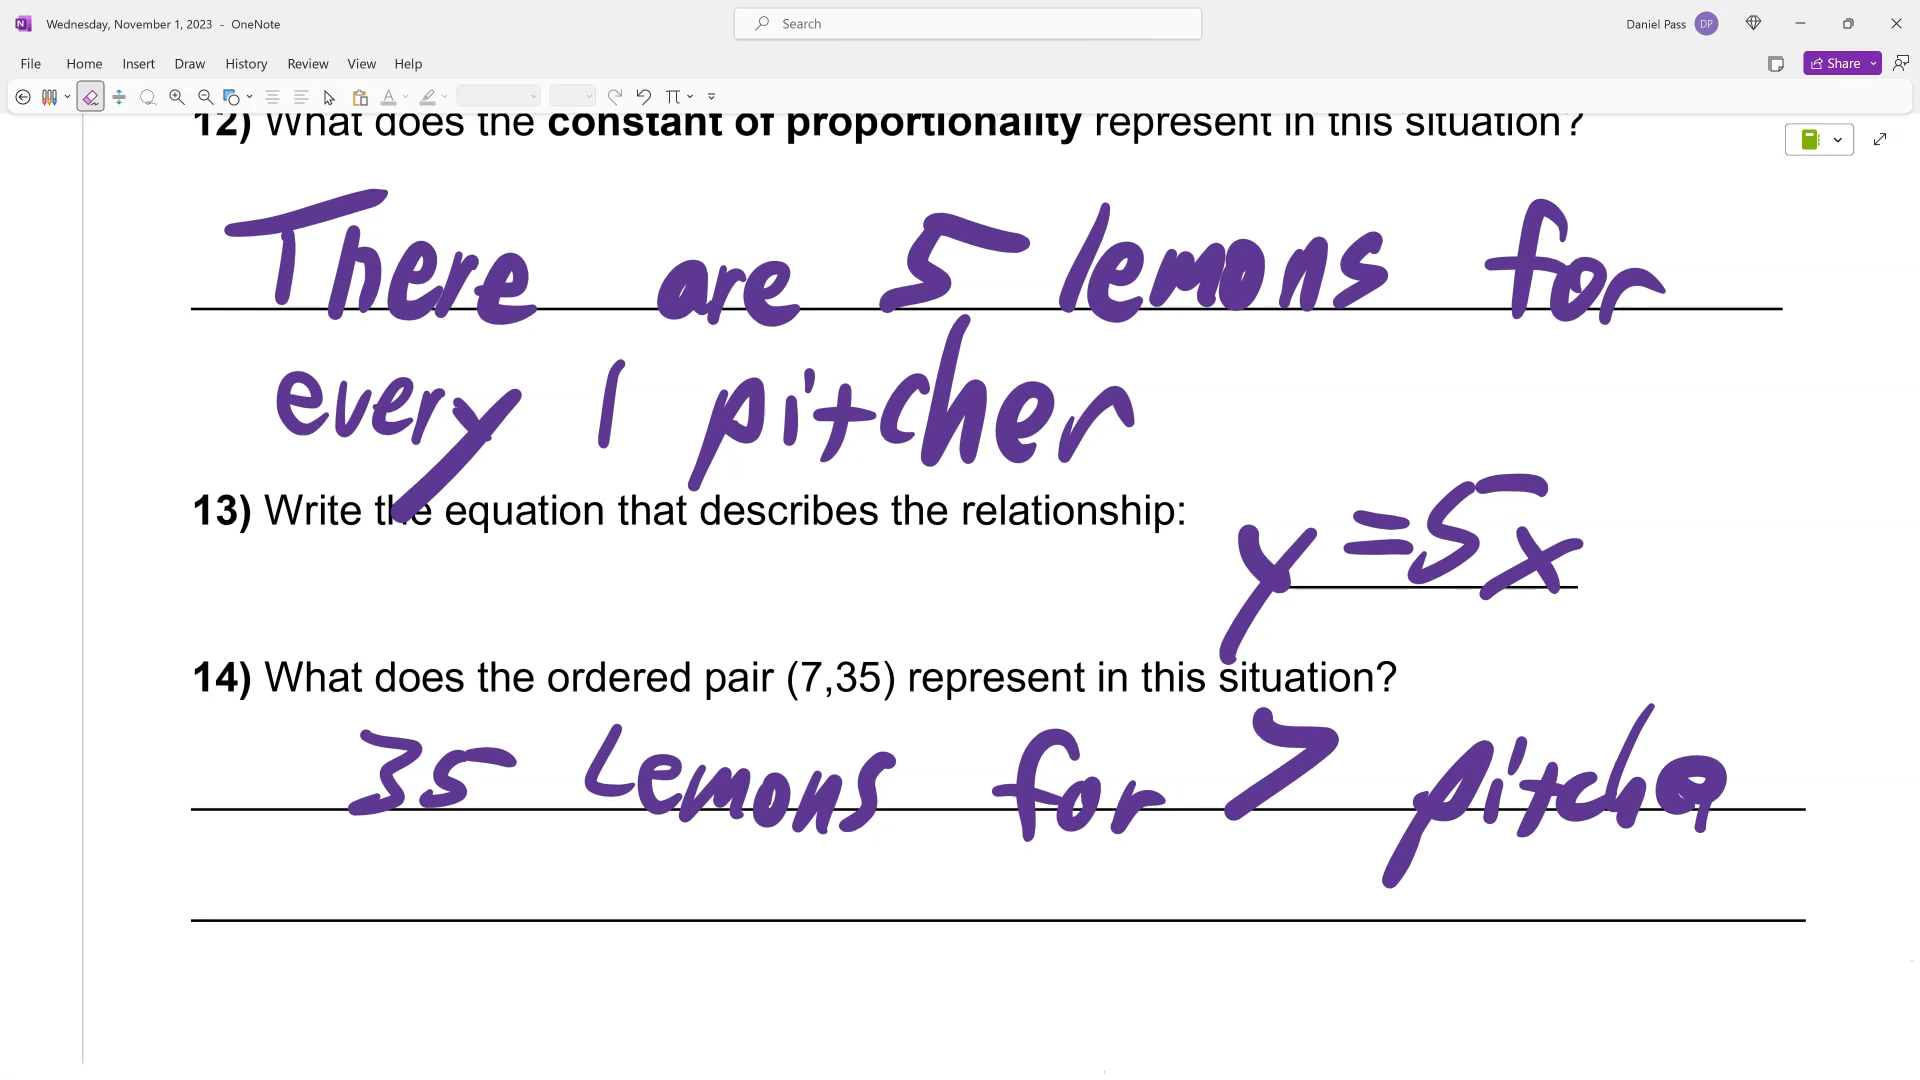 Wednesday, November 1, 2023 - OneNote
Search
Daniel Pass DP
File Home Insert Draw History Review View Help
Share
12) What does the constant of proportionality represent in this situation?
There are 5 lemons for
every 1 pitcher
13) Write the equation that describes the relationship:
y=5x
14) What does the ordered pair (7,35) represent in this situation?
35 Lemons for 7 pitcher